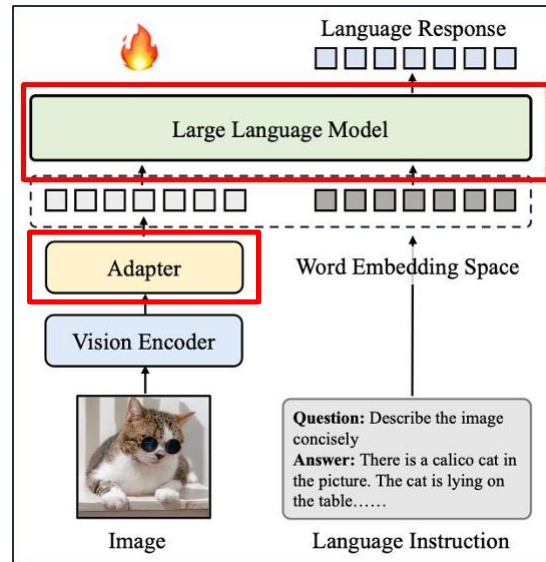 Language Response
Large Language Model
Adapter
Word Embedding Space
Vision Encoder
Question: Describe the image
concisely
Answer: There is a calico cat in
the picture. The cat is lying on
the table......
Image
Language Instruction